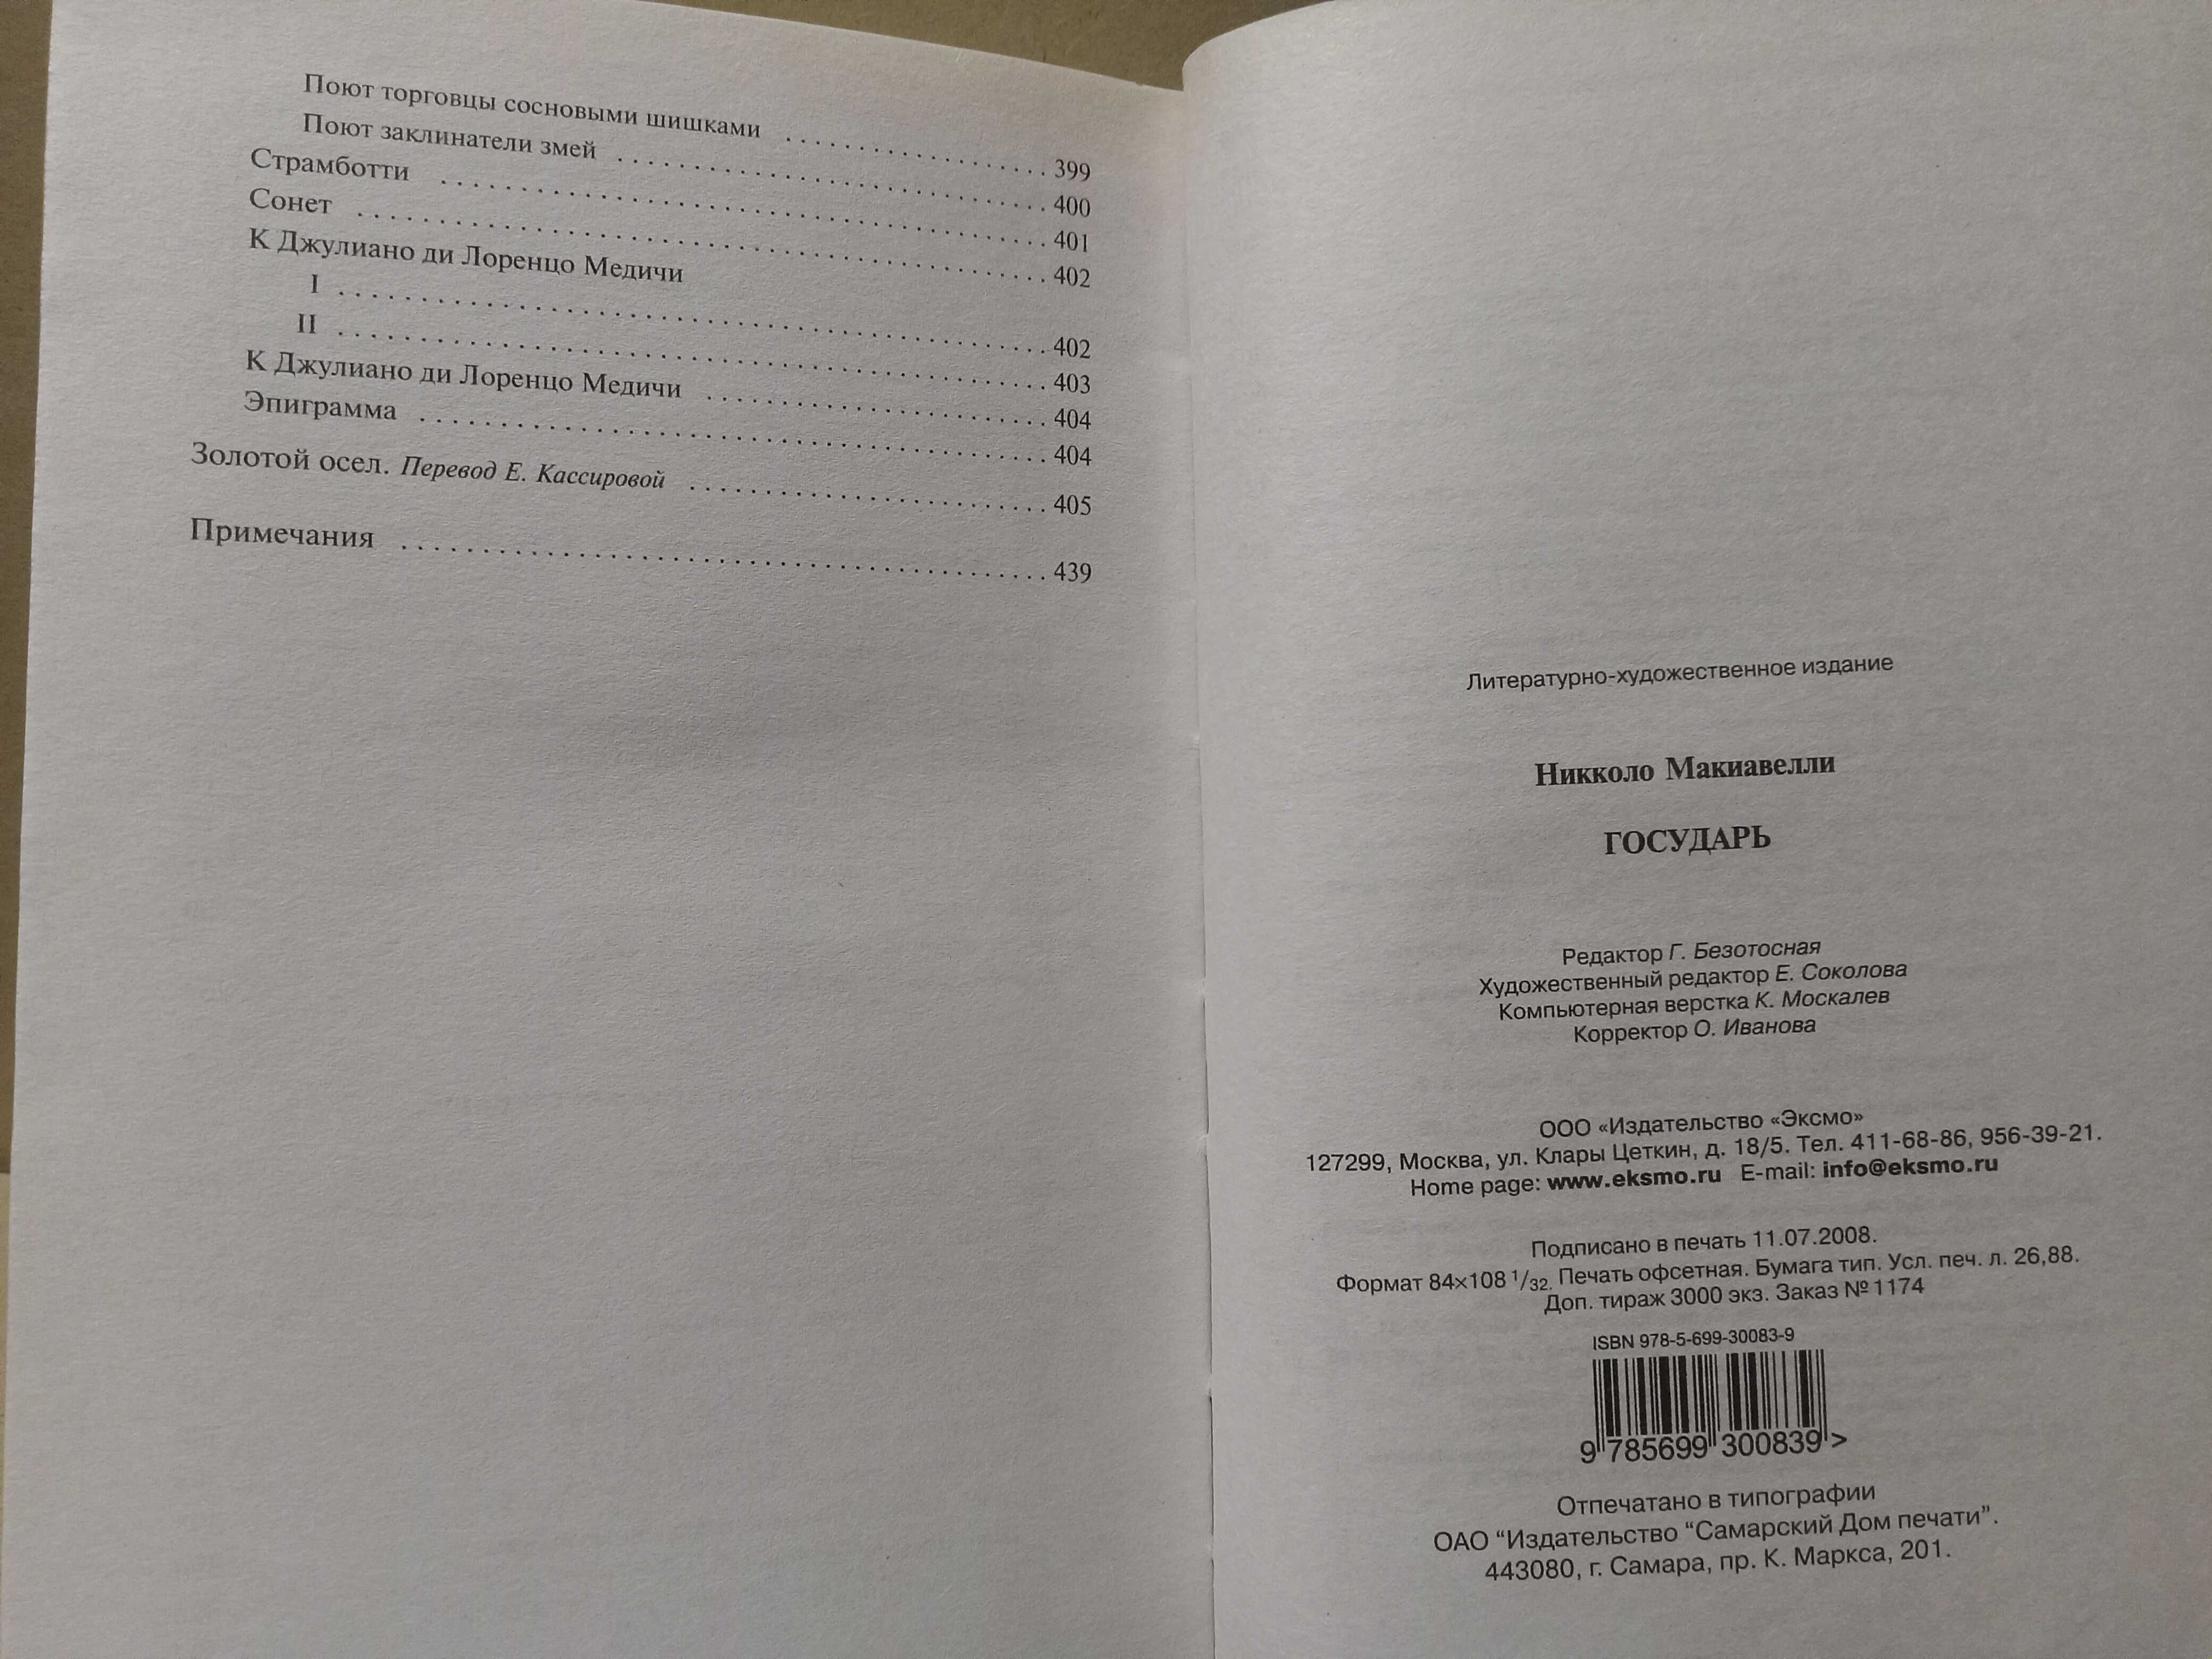 Поют торговцы сосновыми шишками ........................ 399
Поют заклинатели змей ........................ 400
Страмботти ........................ 401
Сонет ........................ 402
К Джулиано ди Лоренцо Медичи
I ........................ 402
II ........................ 403
К Джулиано ди Лоренцо Медичи ........................ 404
Эпиграмма ........................ 404
Золотой осел. Перевод Е. Кассировой ........................ 405
Примечания ........................ 439
Литературно-художественное издание
Никколо Макиавелли
ГОСУДАРЬ
Редактор Г. Безотосная
Художественный редактор Е. Соколова
Компьютерная верстка К. Москалев
Корректор О. Иванова
ООО «Издательство «Эксмо»
127299, Москва, ул. Клары Цеткин, д. 18/5. Тел. 411-68-86, 956-39-21.
Home page: www.eksmo.ru E-mail: info@eksmo.ru
Подписано в печать 11.07.2008.
Формат 84×108 1/32. Печать офсетная. Бумага тип. Усл. печ. л. 26,88.
Доп. тираж 3000 экз. Заказ № 1174
ISBN 978-5-699-30083-9
9 785699 300839 >
Отпечатано в типографии
ОАО “Издательство “Самарский Дом печати”.
443080, г. Самара, пр. К. Маркса, 201.